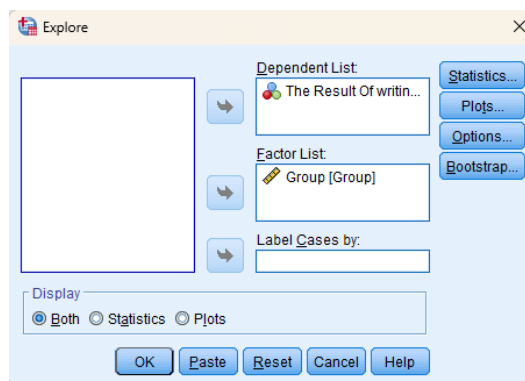 Explore
Dependent List:
The Result Of writin...
Factor List:
Group [Group]
Label Cases by:
Statistics...
Plots...
Options...
Bootstrap...
Display
Both Statistics Plots
OK Paste Reset Cancel Help